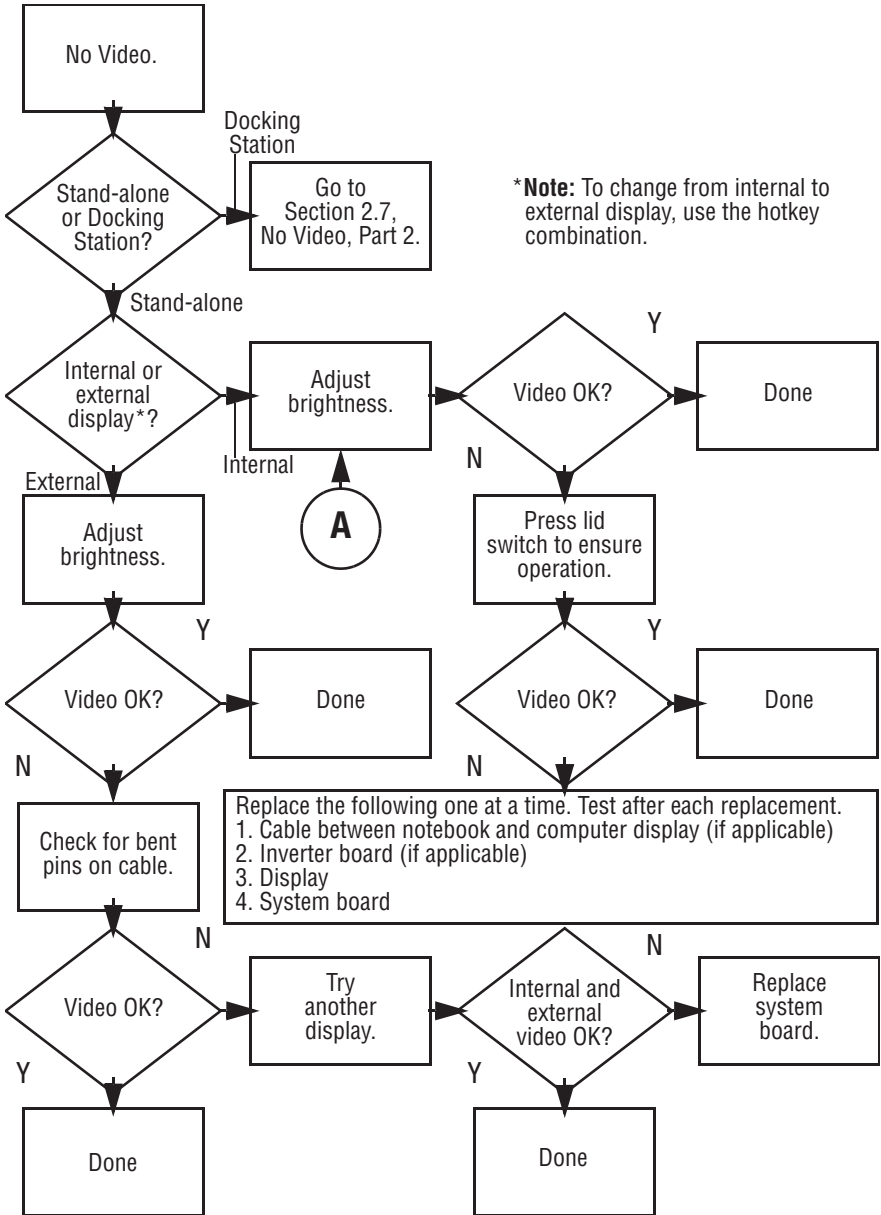 No Video.
Docking
Station
Stand-alone
or Docking
Station?
Go to
Section 2.7,
No Video, Part 2.
*Note: To change from internal to
external display, use the hotkey
combination.
Stand-alone
Internal or
external
display*?
Internal
Adjust
brightness.
A
Video OK?
Y
Done
N
External
Adjust
brightness.
Press lid
switch to ensure
operation.
Video OK?
Y
Done
N
Video OK?
Y
Done
N
Check for bent
pins on cable.
Replace the following one at a time. Test after each replacement.
1. Cable between notebook and computer display (if applicable)
2. Inverter board (if applicable)
3. Display
4. System board
Video OK?
N
Try
another
display.
Internal and
external
video OK?
N
Replace
system
board.
Y
Done
Y
Done